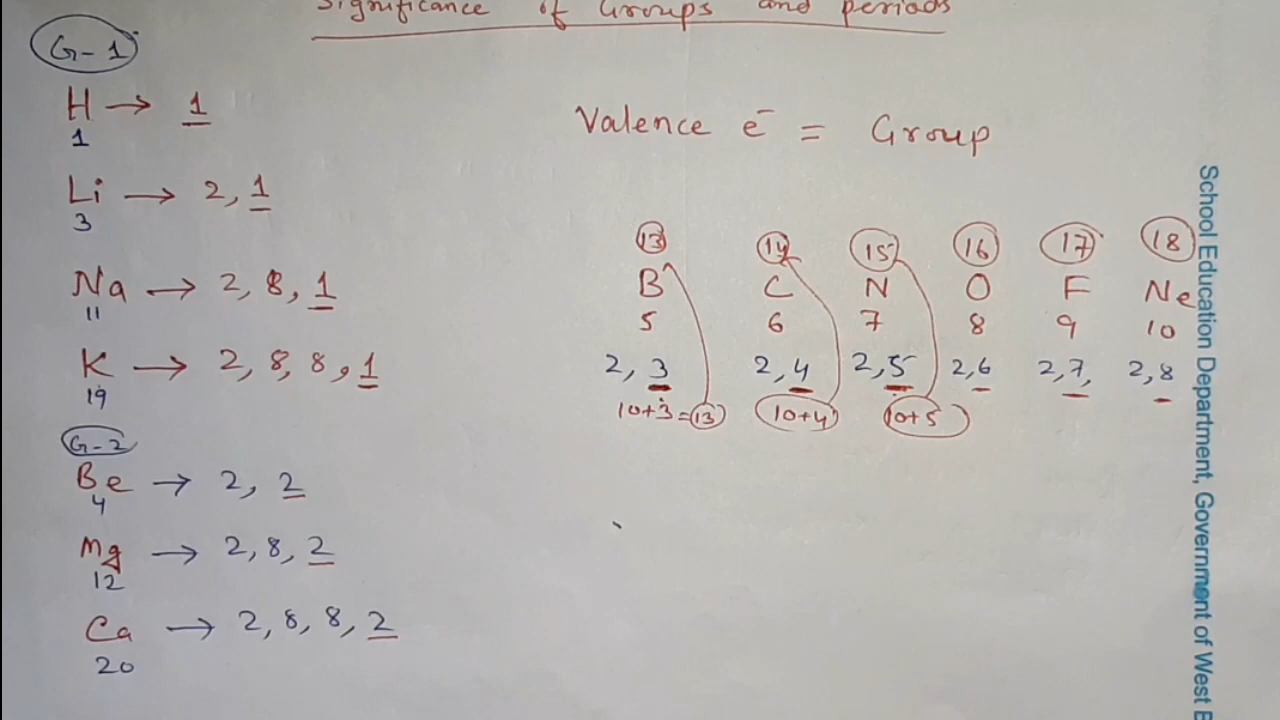 Significance of Groups and periods
G-1
H → 1
1
Li → 2, 1
3
Na → 2, 8, 1
11
K → 2, 8, 8, 1
19
G-2
Be → 2, 2
4
Mg → 2, 8, 2
12
Ca → 2, 8, 8, 2
20
Valence e⁻ = Group
13 14 15 16 17 18
B C N O F Ne
5 6 7 8 9 10
2, 3 2, 4 2, 5 2, 6 2, 7, 2, 8
10+3=13 10+4 10+5
School Education Department, Government of West B